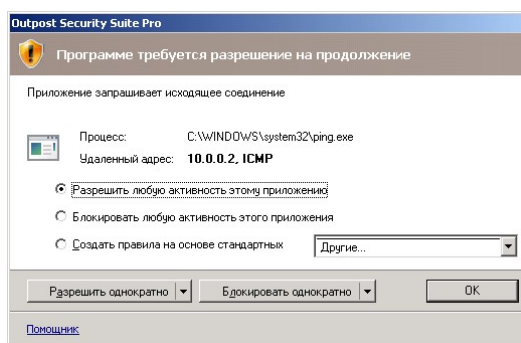 Outpost Security Suite Pro
Программе требуется разрешение на продолжение
Приложение запрашивает исходящее соединение
Процесс: C:\WINDOWS\system32\ping.exe
Удаленный адрес: 10.0.0.2, ICMP
Разрешить любую активность этому приложению
Блокировать любую активность этого приложения
Создать правила на основе стандартных Другие...
Разрешить однократно Блокировать однократно OK
Помощник